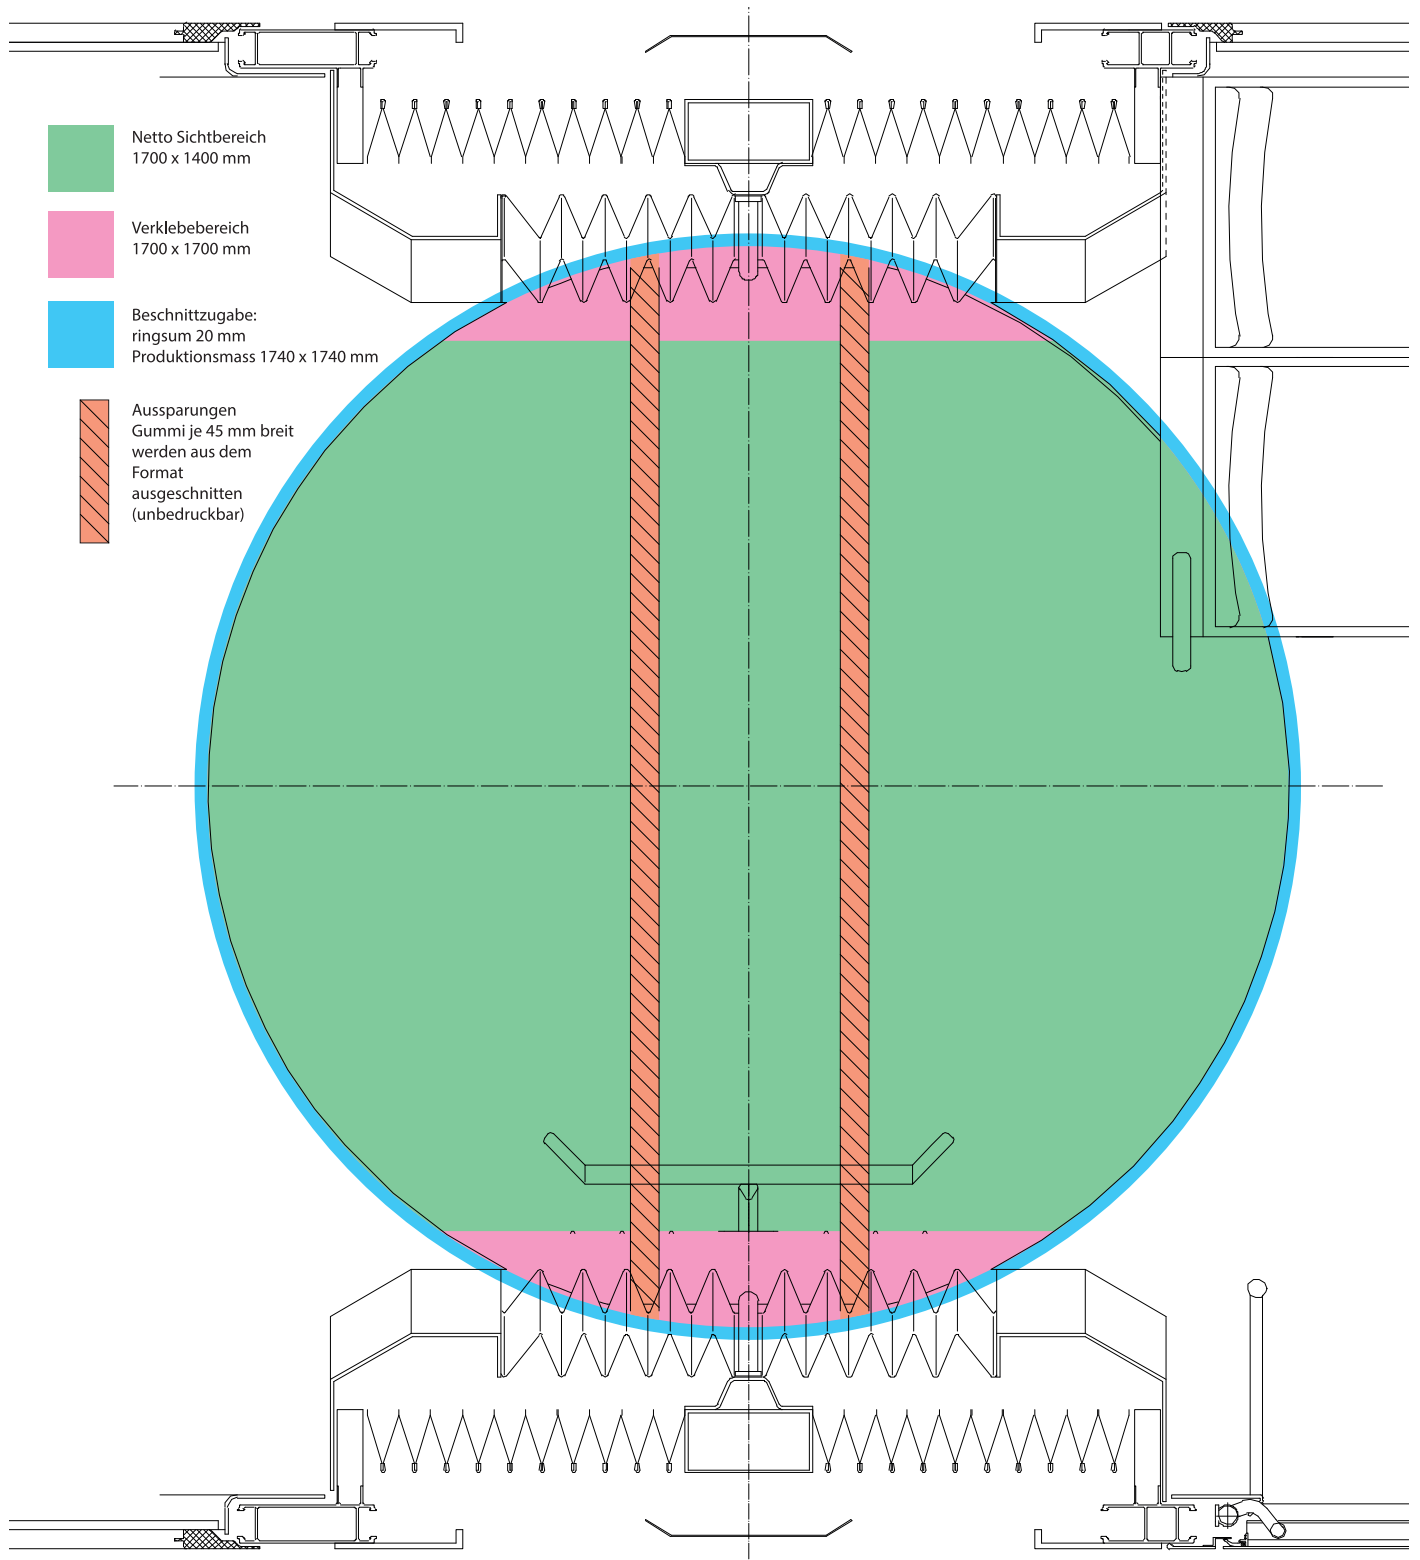 Netto Sichtbereich
1700 x 1400 mm
Verklebebereich
1700 x 1700 mm
Beschnittzugabe:
ringsum 20 mm
Produktionsmass 1740 x 1740 mm
Aussparungen
Gummi je 45 mm breit
werden aus dem
Format
ausgeschnitten
(unbedruckbar)